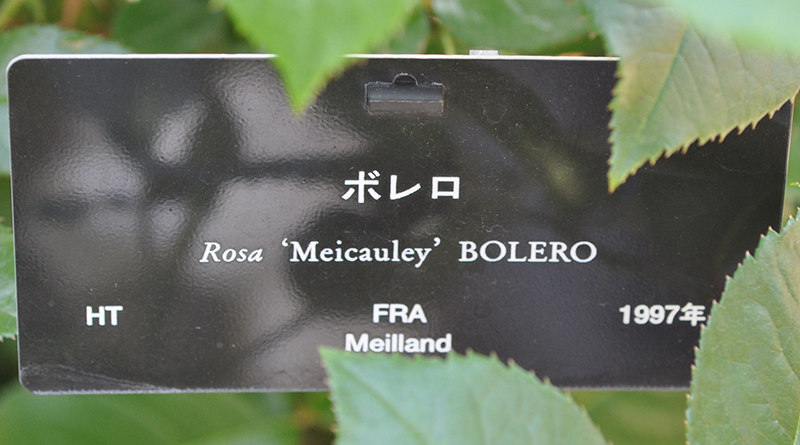 ボレロ
Rosa ‘Meicauley’ BOLERO
HT FRA 1997年
Meilland